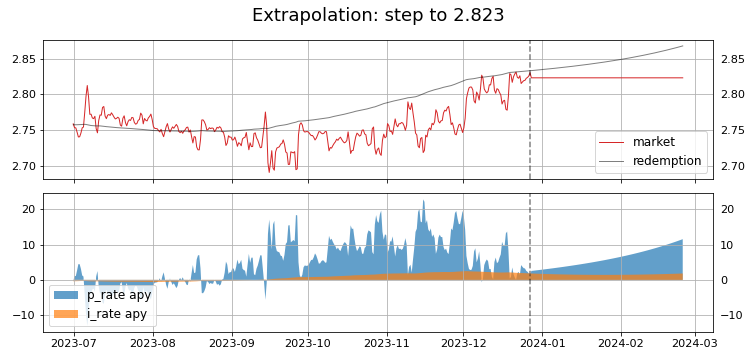 Extrapolation: step to 2.823
2.85 2.85
2.80 2.80
2.75 2.75
2.70 2.70
market
redemption
20 20
10 10
0 0
−10 −10
p_rate apy
i_rate apy
2023-07 2023-08 2023-09 2023-10 2023-11 2023-12 2024-01 2024-02 2024-03